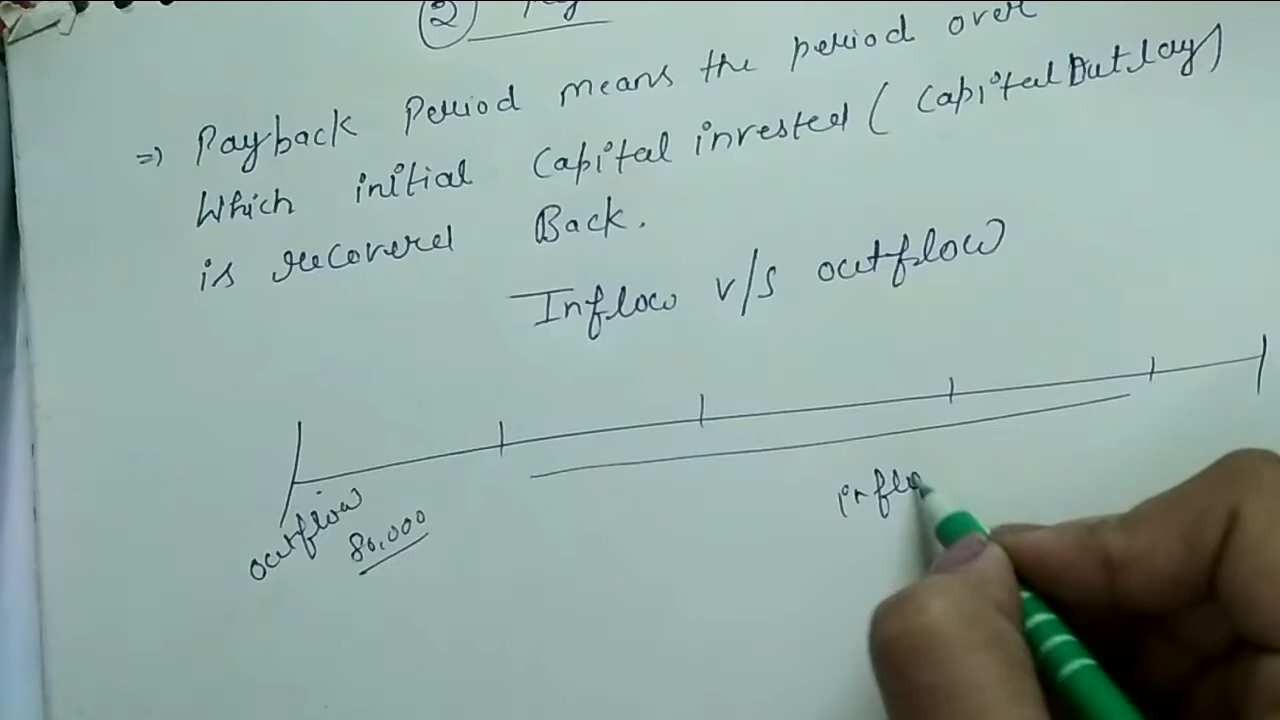 2
=) Payback Period means the period over
Which initial Capital invested ( Capital Outlay)
is recovered Back.
Inflow v/s outflow
outflow
80,000
inflo